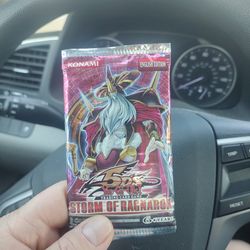 KONAMI
ENGLISH EDITION
5D's
TRADING CARD GAME
STORM OF RAGNAROK